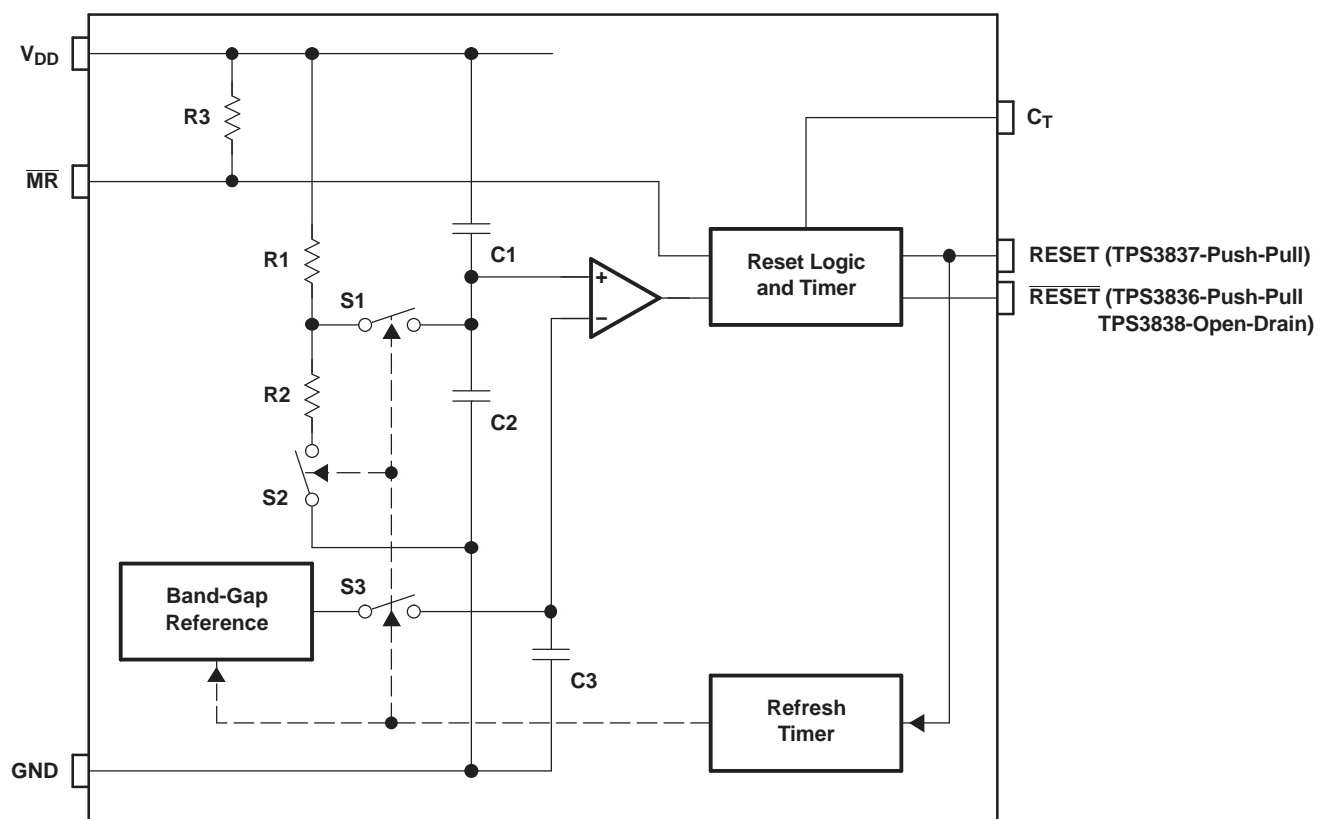 VDD
R3
CT
MR
R1
C1
S1
+
−
Reset Logic
and Timer
RESET (TPS3837-Push-Pull)
RESET (TPS3836-Push-Pull
TPS3838-Open-Drain)
R2
C2
S2
Band-Gap
Reference
S3
C3
Refresh
Timer
GND